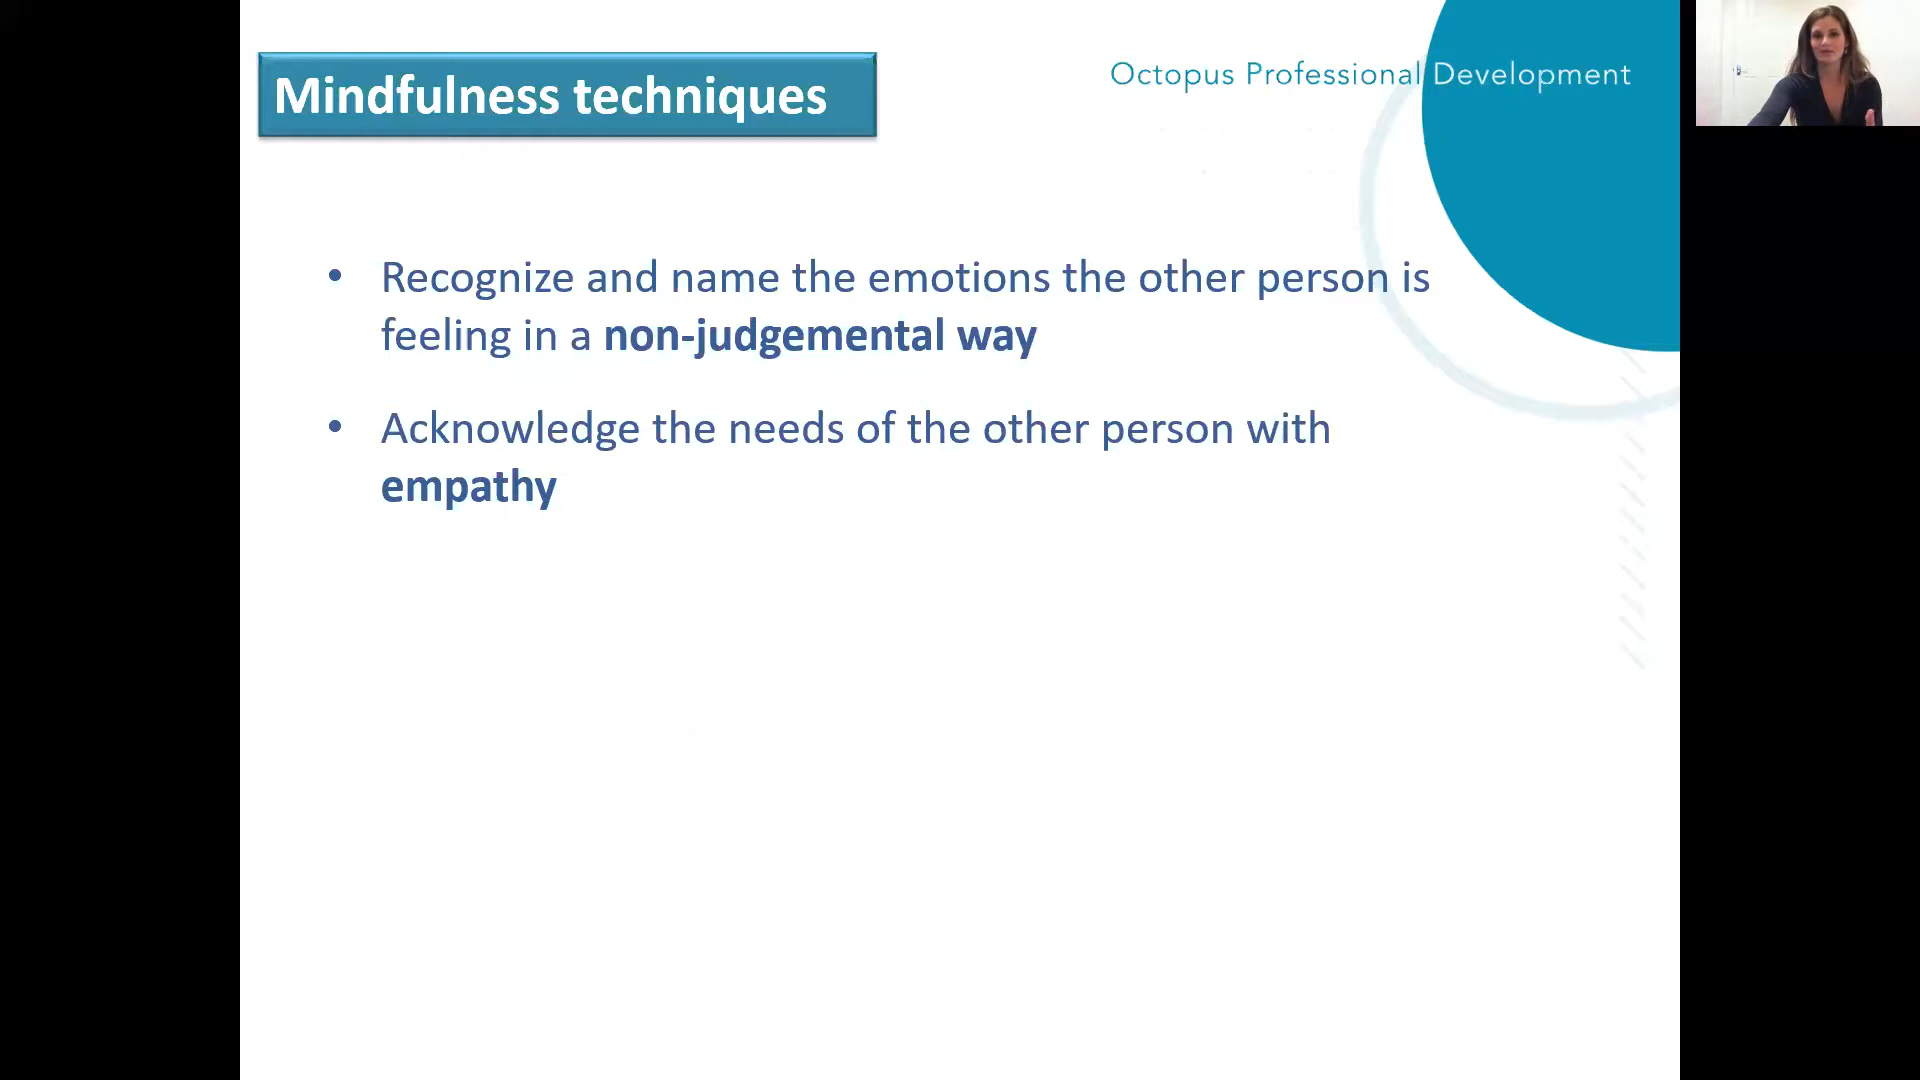 Mindfulness techniques
Octopus Professional Development
• Recognize and name the emotions the other person is
feeling in a non-judgemental way
• Acknowledge the needs of the other person with
empathy